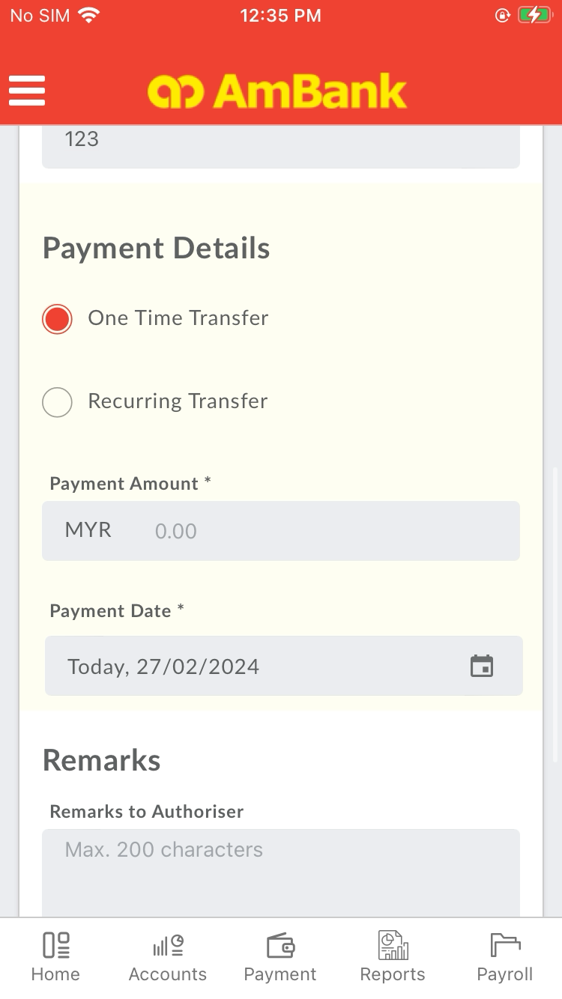 No SIM 12:35 PM
AmBank
123
Payment Details
One Time Transfer
Recurring Transfer
Payment Amount *
MYR 0.00
Payment Date *
Today, 27/02/2024
Remarks
Remarks to Authoriser
Max. 200 characters
Home Accounts Payment Reports Payroll